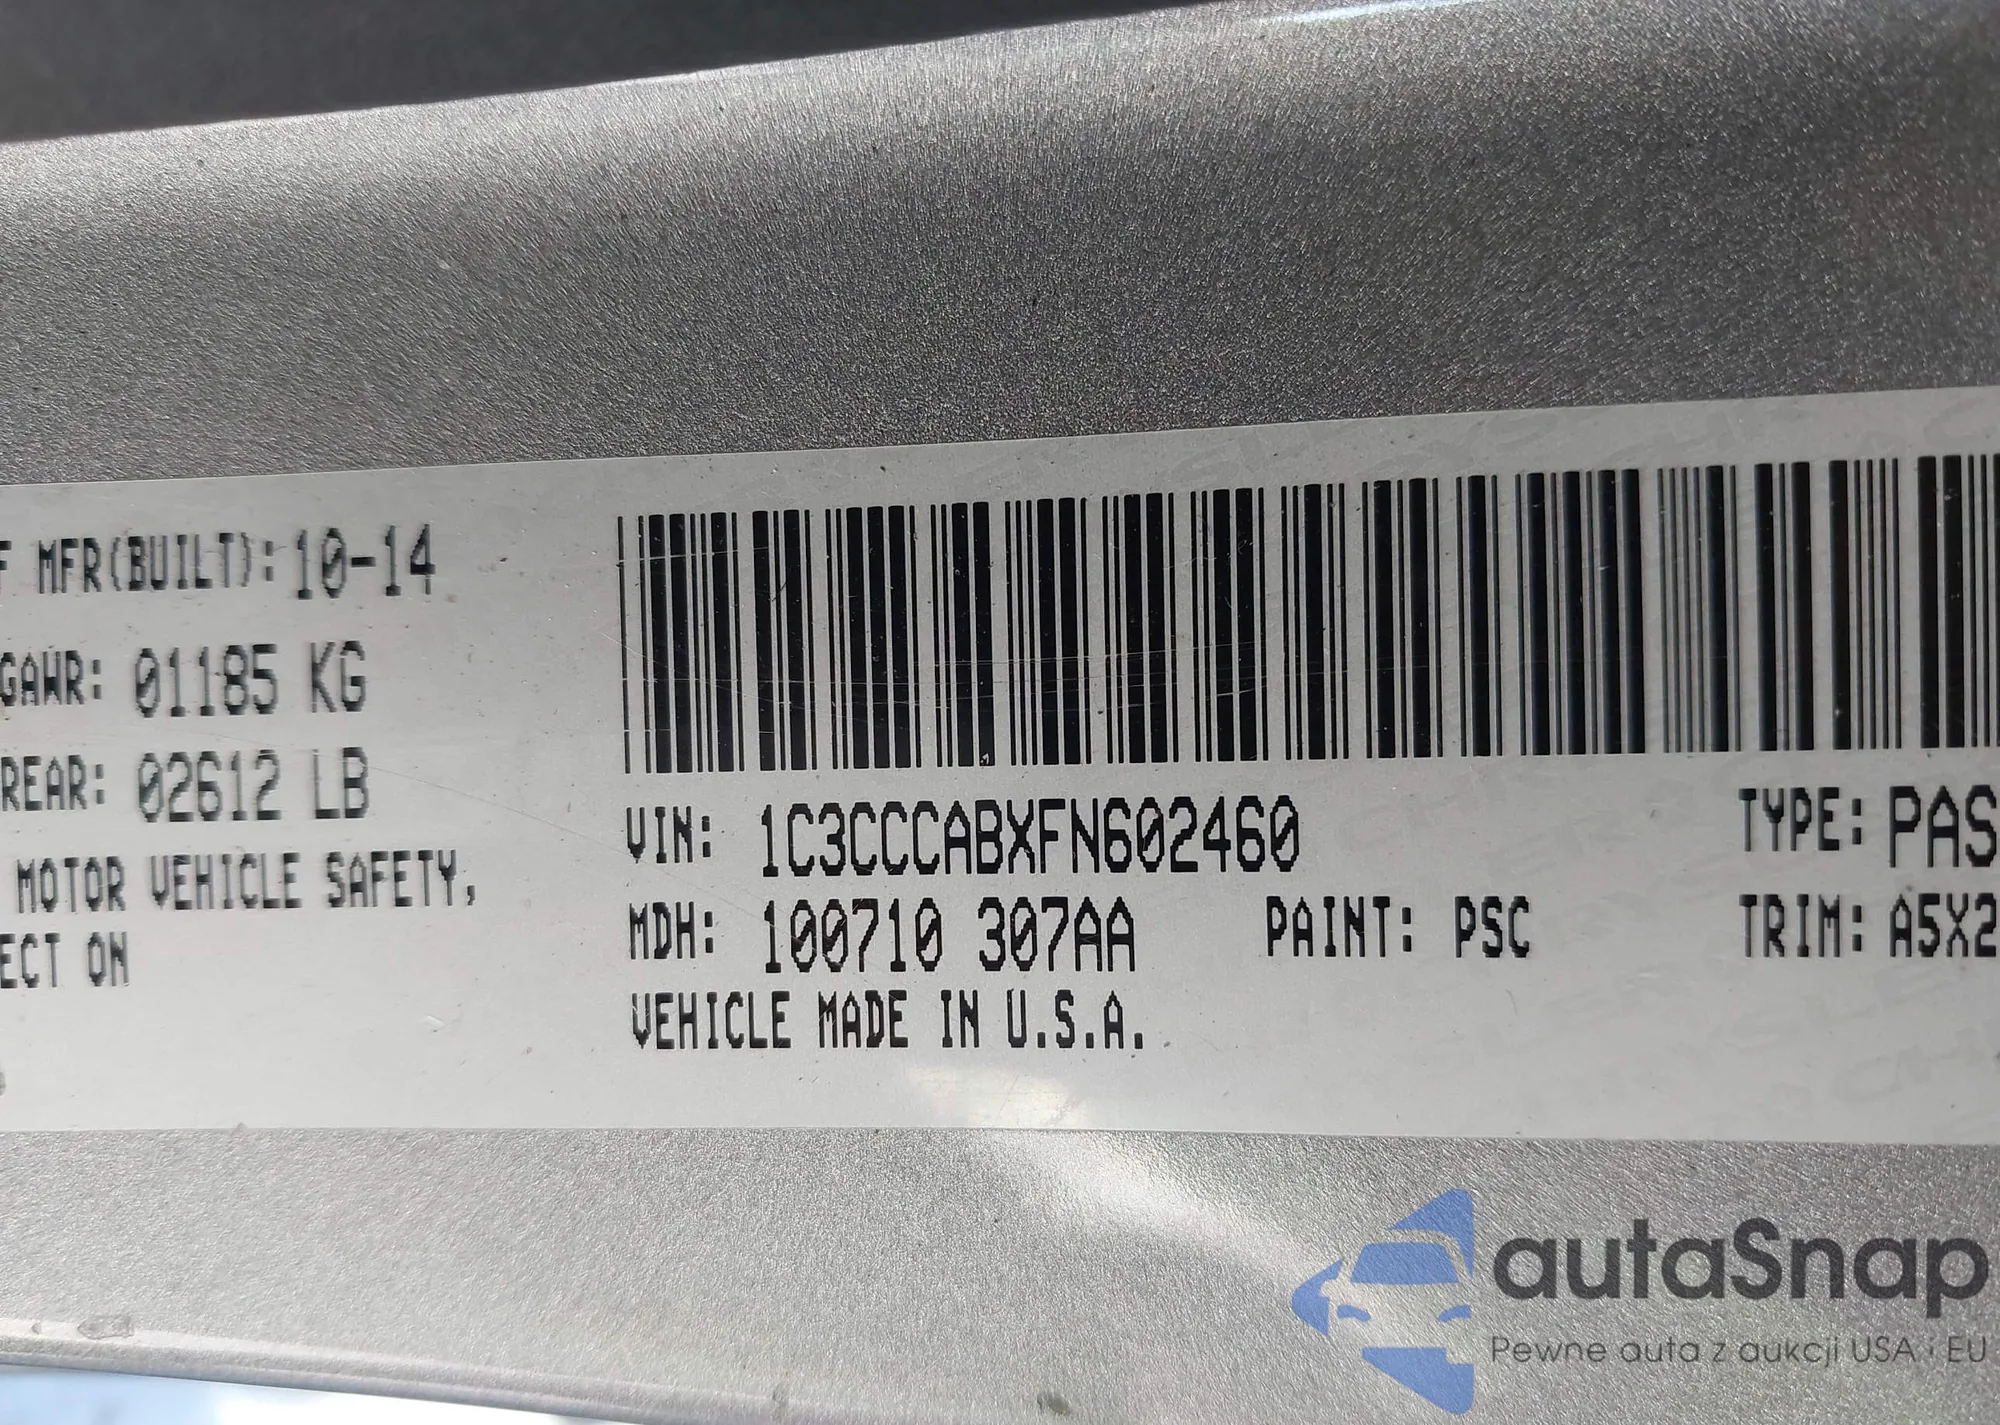 F MFR(BUILT): 10-14
GAWR: 01185 KG
REAR: 02612 LB
MOTOR VEHICLE SAFETY,
ECT ON
VIN: 1C3CCCABXFN602460
TYPE: PAS
MDH: 100710 307AA PAINT: PSC TRIM: A5X2
VEHICLE MADE IN U.S.A.
autaSnap
Pewne auta z aukcji USA i EU